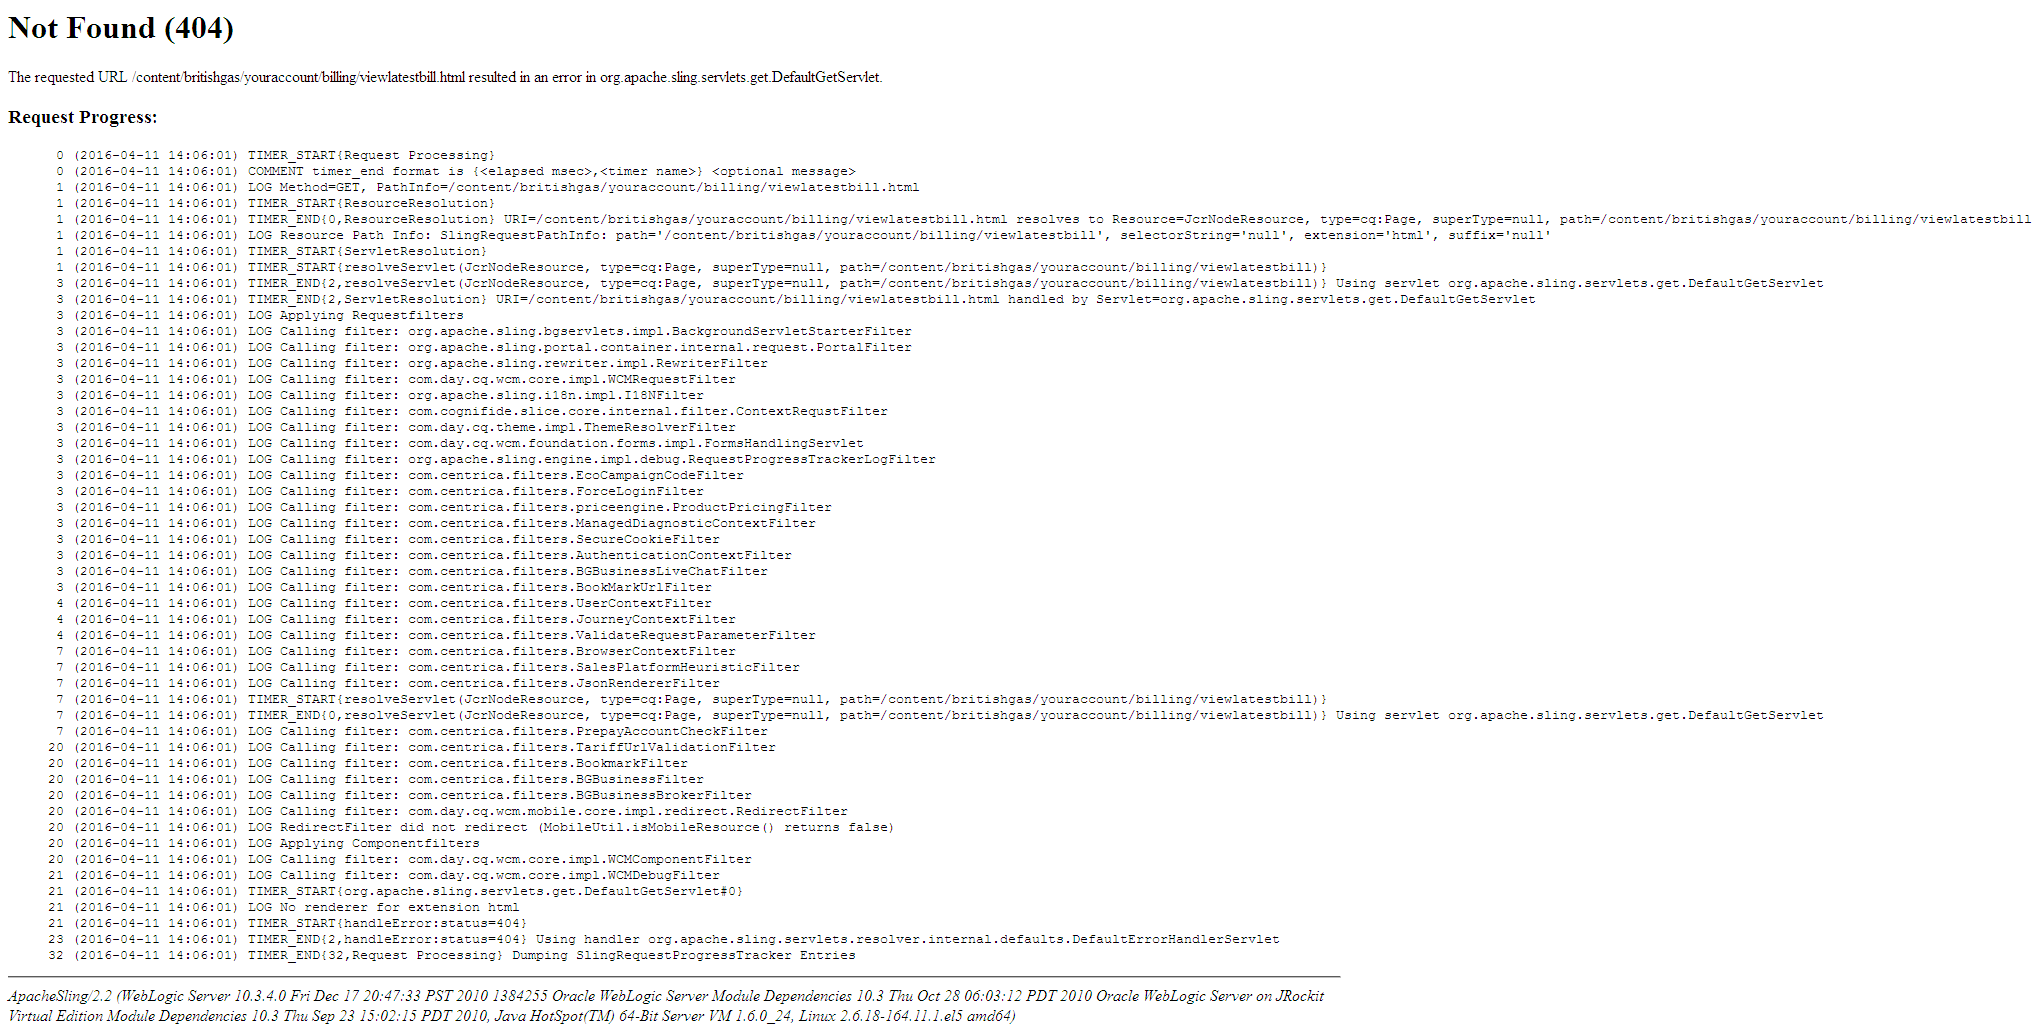 Not Found (404)
The requested URL /content/britishgas/youraccount/billing/viewlatestbill.html resulted in an error in org.apache.sling.servlets.get.DefaultGetServlet.
Request Progress:
0 (2016-04-11 14:06:01) TIMER_START{Request Processing}
0 (2016-04-11 14:06:01) COMMENT timer_end format is {<elapsed msec>,<timer name>} <optional message>
1 (2016-04-11 14:06:01) LOG Method=GET, PathInfo=/content/britishgas/youraccount/billing/viewlatestbill.html
1 (2016-04-11 14:06:01) TIMER_START{ResourceResolution}
1 (2016-04-11 14:06:01) TIMER_END{0,ResourceResolution} URI=/content/britishgas/youraccount/billing/viewlatestbill.html resolves to Resource=JcrNodeResource, type=cq:Page, superType=null, path=/content/britishgas/youraccount/billing/viewlatestbill
1 (2016-04-11 14:06:01) LOG Resource Path Info: SlingRequestPathInfo: path='/content/britishgas/youraccount/billing/viewlatestbill', selectorString='null', extension='html', suffix='null'
1 (2016-04-11 14:06:01) TIMER_START{ServletResolution}
1 (2016-04-11 14:06:01) TIMER_START{resolveServlet(JcrNodeResource, type=cq:Page, superType=null, path=/content/britishgas/youraccount/billing/viewlatestbill)}
3 (2016-04-11 14:06:01) TIMER_END{2,resolveServlet(JcrNodeResource, type=cq:Page, superType=null, path=/content/britishgas/youraccount/billing/viewlatestbill)} Using servlet org.apache.sling.servlets.get.DefaultGetServlet
3 (2016-04-11 14:06:01) TIMER_END{2,ServletResolution} URI=/content/britishgas/youraccount/billing/viewlatestbill.html handled by Servlet=org.apache.sling.servlets.get.DefaultGetServlet
3 (2016-04-11 14:06:01) LOG Applying Requestfilters
3 (2016-04-11 14:06:01) LOG Calling filter: org.apache.sling.bgservlets.impl.BackgroundServletStarterFilter
3 (2016-04-11 14:06:01) LOG Calling filter: org.apache.sling.portal.container.internal.request.PortalFilter
3 (2016-04-11 14:06:01) LOG Calling filter: org.apache.sling.rewriter.impl.RewriterFilter
3 (2016-04-11 14:06:01) LOG Calling filter: com.day.cq.wcm.core.impl.WCMRequestFilter
3 (2016-04-11 14:06:01) LOG Calling filter: org.apache.sling.i18n.impl.I18NFilter
3 (2016-04-11 14:06:01) LOG Calling filter: com.cognifide.slice.core.internal.filter.ContextRequstFilter
3 (2016-04-11 14:06:01) LOG Calling filter: com.day.cq.theme.impl.ThemeResolverFilter
3 (2016-04-11 14:06:01) LOG Calling filter: com.day.cq.wcm.foundation.forms.impl.FormsHandlingServlet
3 (2016-04-11 14:06:01) LOG Calling filter: org.apache.sling.engine.impl.debug.RequestProgressTrackerLogFilter
3 (2016-04-11 14:06:01) LOG Calling filter: com.centrica.filters.EcoCampaignCodeFilter
3 (2016-04-11 14:06:01) LOG Calling filter: com.centrica.filters.ForceLoginFilter
3 (2016-04-11 14:06:01) LOG Calling filter: com.centrica.filters.priceengine.ProductPricingFilter
3 (2016-04-11 14:06:01) LOG Calling filter: com.centrica.filters.ManagedDiagnosticContextFilter
3 (2016-04-11 14:06:01) LOG Calling filter: com.centrica.filters.SecureCookieFilter
3 (2016-04-11 14:06:01) LOG Calling filter: com.centrica.filters.AuthenticationContextFilter
3 (2016-04-11 14:06:01) LOG Calling filter: com.centrica.filters.BGBusinessLiveChatFilter
3 (2016-04-11 14:06:01) LOG Calling filter: com.centrica.filters.BookMarkUrlFilter
4 (2016-04-11 14:06:01) LOG Calling filter: com.centrica.filters.UserContextFilter
4 (2016-04-11 14:06:01) LOG Calling filter: com.centrica.filters.JourneyContextFilter
4 (2016-04-11 14:06:01) LOG Calling filter: com.centrica.filters.ValidateRequestParameterFilter
7 (2016-04-11 14:06:01) LOG Calling filter: com.centrica.filters.BrowserContextFilter
7 (2016-04-11 14:06:01) LOG Calling filter: com.centrica.filters.SalesPlatformHeuristicFilter
7 (2016-04-11 14:06:01) LOG Calling filter: com.centrica.filters.JsonRendererFilter
7 (2016-04-11 14:06:01) TIMER_START{resolveServlet(JcrNodeResource, type=cq:Page, superType=null, path=/content/britishgas/youraccount/billing/viewlatestbill)}
7 (2016-04-11 14:06:01) TIMER_END{0,resolveServlet(JcrNodeResource, type=cq:Page, superType=null, path=/content/britishgas/youraccount/billing/viewlatestbill)} Using servlet org.apache.sling.servlets.get.DefaultGetServlet
7 (2016-04-11 14:06:01) LOG Calling filter: com.centrica.filters.PrepayAccountCheckFilter
20 (2016-04-11 14:06:01) LOG Calling filter: com.centrica.filters.TariffUrlValidationFilter
20 (2016-04-11 14:06:01) LOG Calling filter: com.centrica.filters.BookmarkFilter
20 (2016-04-11 14:06:01) LOG Calling filter: com.centrica.filters.BGBusinessFilter
20 (2016-04-11 14:06:01) LOG Calling filter: com.centrica.filters.BGBusinessBrokerFilter
20 (2016-04-11 14:06:01) LOG Calling filter: com.day.cq.wcm.mobile.core.impl.redirect.RedirectFilter
20 (2016-04-11 14:06:01) LOG RedirectFilter did not redirect (MobileUtil.isMobileResource() returns false)
20 (2016-04-11 14:06:01) LOG Applying Componentfilters
20 (2016-04-11 14:06:01) LOG Calling filter: com.day.cq.wcm.core.impl.WCMComponentFilter
21 (2016-04-11 14:06:01) LOG Calling filter: com.day.cq.wcm.core.impl.WCMDebugFilter
21 (2016-04-11 14:06:01) TIMER_START{org.apache.sling.servlets.get.DefaultGetServlet#0}
21 (2016-04-11 14:06:01) LOG No renderer for extension html
21 (2016-04-11 14:06:01) TIMER_START{handleError:status=404}
23 (2016-04-11 14:06:01) TIMER_END{2,handleError:status=404} Using handler org.apache.sling.servlets.resolver.internal.defaults.DefaultErrorHandlerServlet
32 (2016-04-11 14:06:01) TIMER_END{32,Request Processing} Dumping SlingRequestProgressTracker Entries
ApacheSling/2.2 (WebLogic Server 10.3.4.0 Fri Dec 17 20:47:33 PST 2010 1384255 Oracle WebLogic Server Module Dependencies 10.3 Thu Oct 28 06:03:12 PDT 2010 Oracle WebLogic Server on JRockit
Virtual Edition Module Dependencies 10.3 Thu Sep 23 15:02:15 PDT 2010, Java HotSpot(TM) 64-Bit Server VM 1.6.0_24, Linux 2.6.18-164.11.1.el5 amd64)